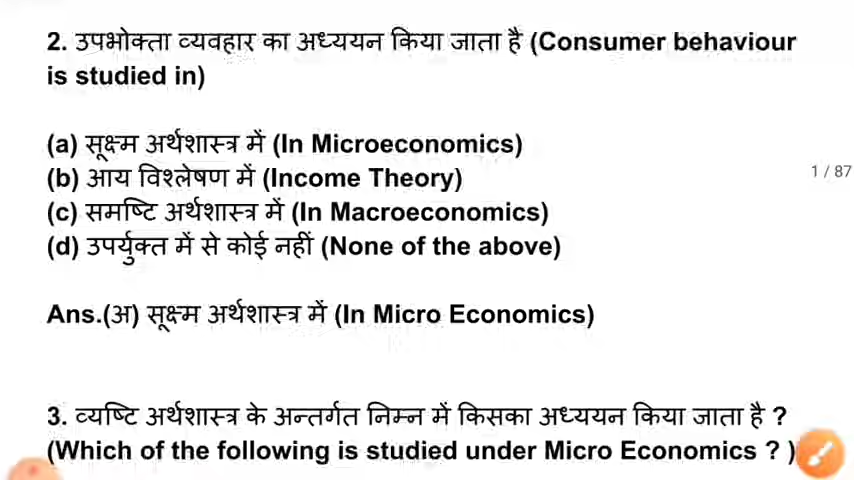 2. उपभोक्ता व्यवहार का अध्ययन किया जाता है (Consumer behaviour
is studied in)
(a) सूक्ष्म अर्थशास्त्र में (In Microeconomics)
(b) आय विश्लेषण में (Income Theory)
1 / 87
(c) समष्टि अर्थशास्त्र में (In Macroeconomics)
(d) उपर्युक्त में से कोई नहीं (None of the above)
Ans.(अ) सूक्ष्म अर्थशास्त्र में (In Micro Economics)
3. व्यष्टि अर्थशास्त्र के अन्तर्गत निम्न में किसका अध्ययन किया जाता है ?
(Which of the following is studied under Micro Economics ? )